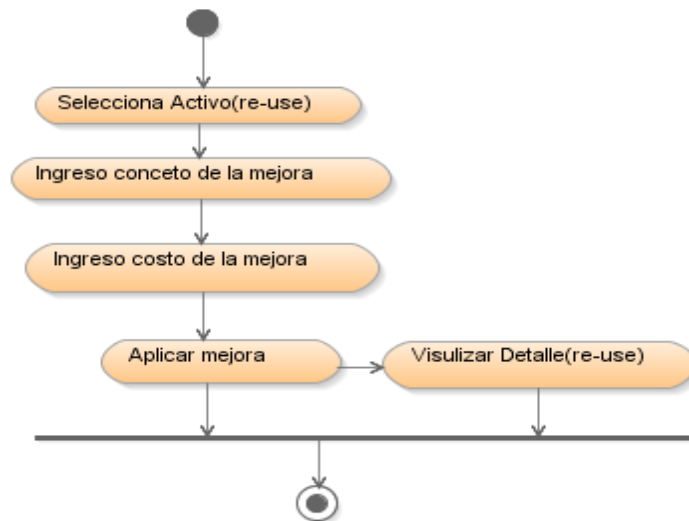 Selecciona Activo(re-use)
Ingreso conceto de la mejora
Ingreso costo de la mejora
Aplicar mejora
Visulizar Detalle(re-use)